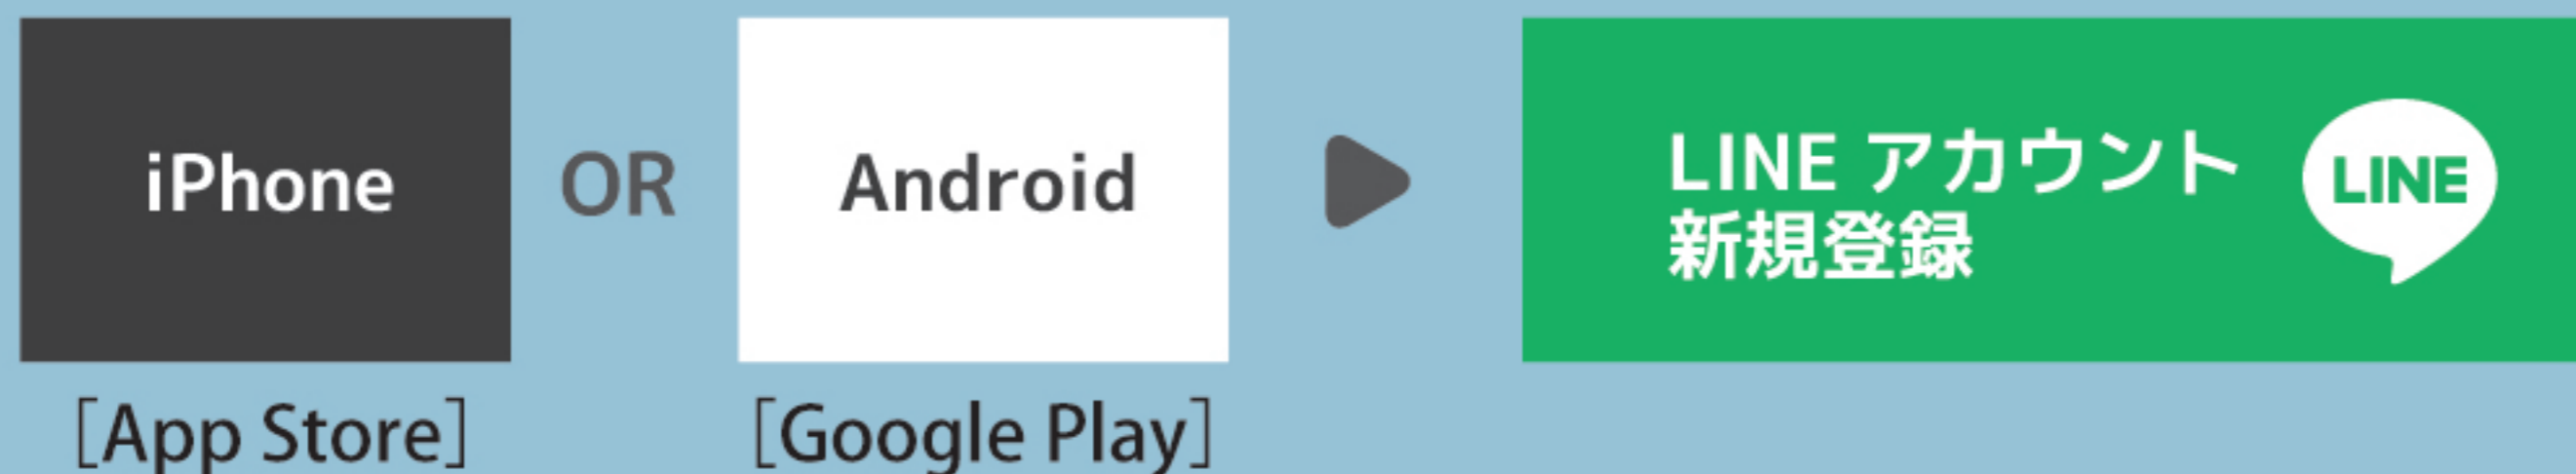 iPhone
OR
Android
LINE アカウント
新規登録
LINE
[App Store]
[Google Play]